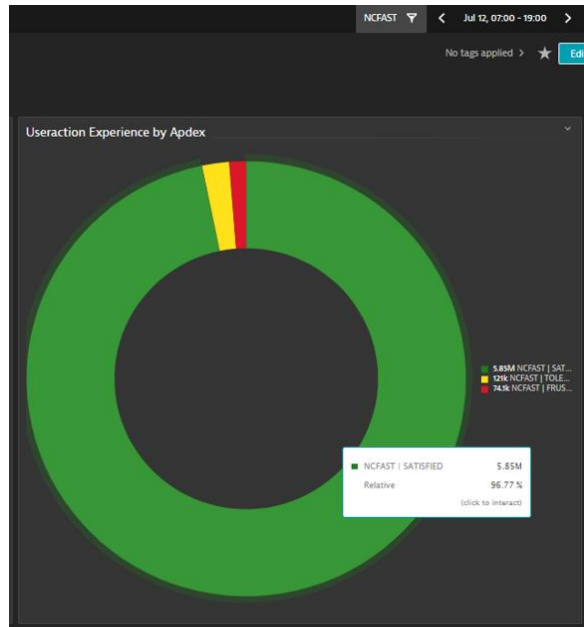 NCFAST Jul 12, 07:00 - 19:00
No tags applied > Edi
Useraction Experience by Apdex
5.85M NCFAST | SAT...
121k NCFAST | TOLE...
74.1k NCFAST | FRUS...
NCFAST | SATISFIED 5.85M
Relative 96.77 %
(click to interact)